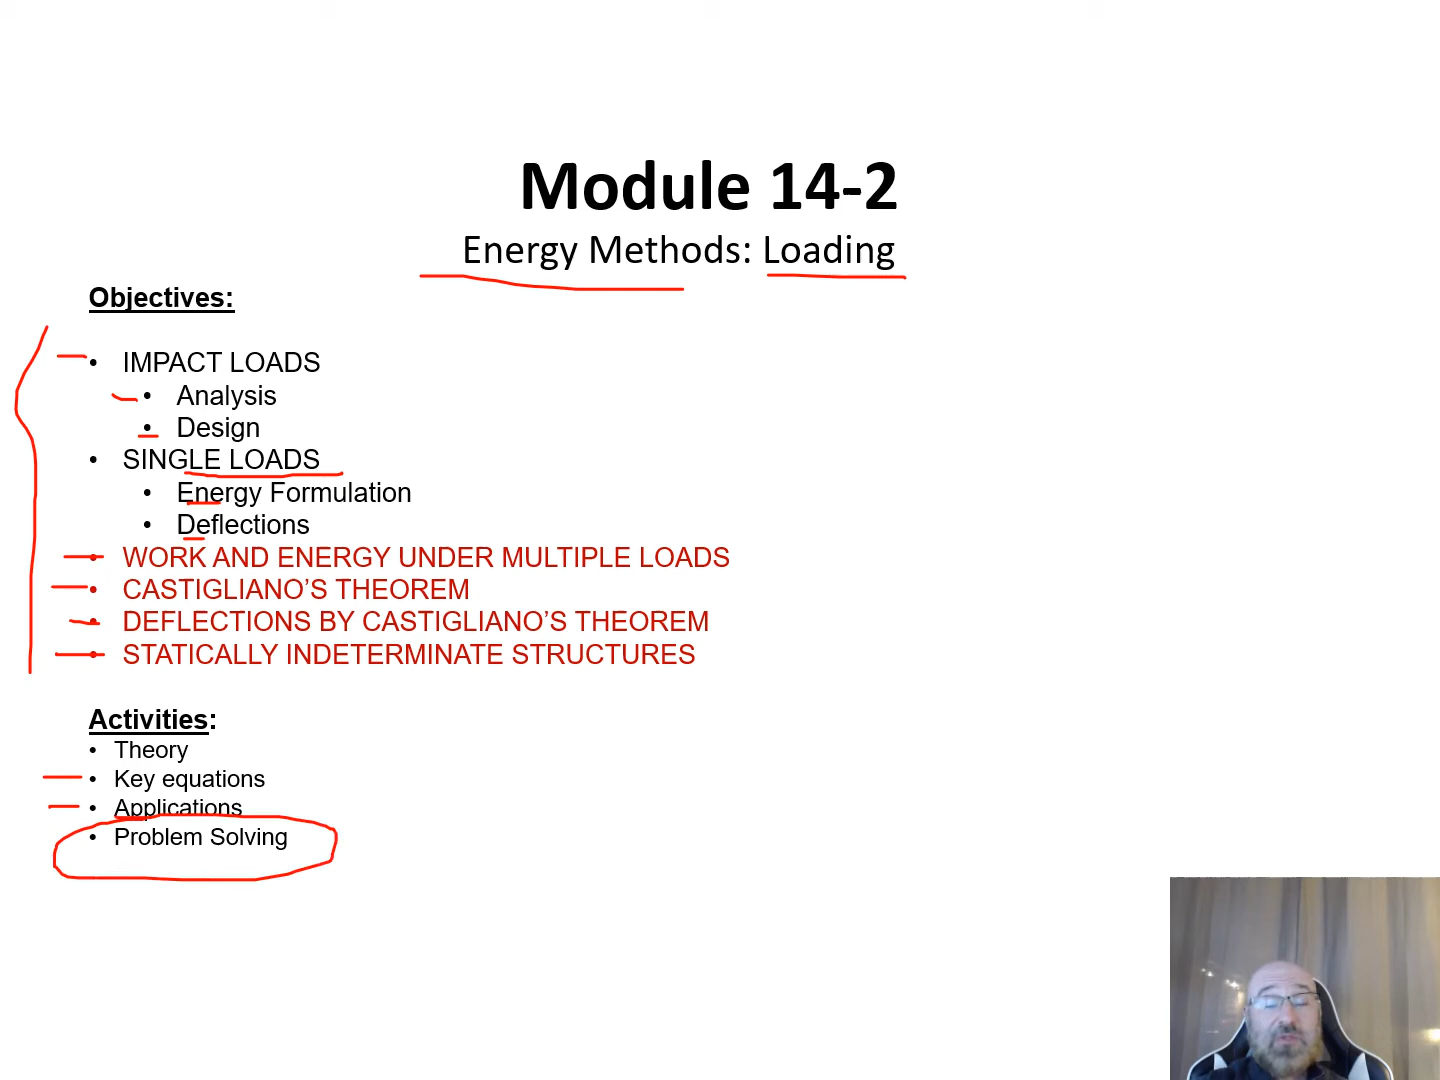 Module 14-2
Energy Methods: Loading
Objectives:
• IMPACT LOADS
• Analysis
• Design
• SINGLE LOADS
• Energy Formulation
• Deflections
• WORK AND ENERGY UNDER MULTIPLE LOADS
• CASTIGLIANO’S THEOREM
• DEFLECTIONS BY CASTIGLIANO’S THEOREM
• STATICALLY INDETERMINATE STRUCTURES
Activities:
• Theory
• Key equations
• Applications
• Problem Solving